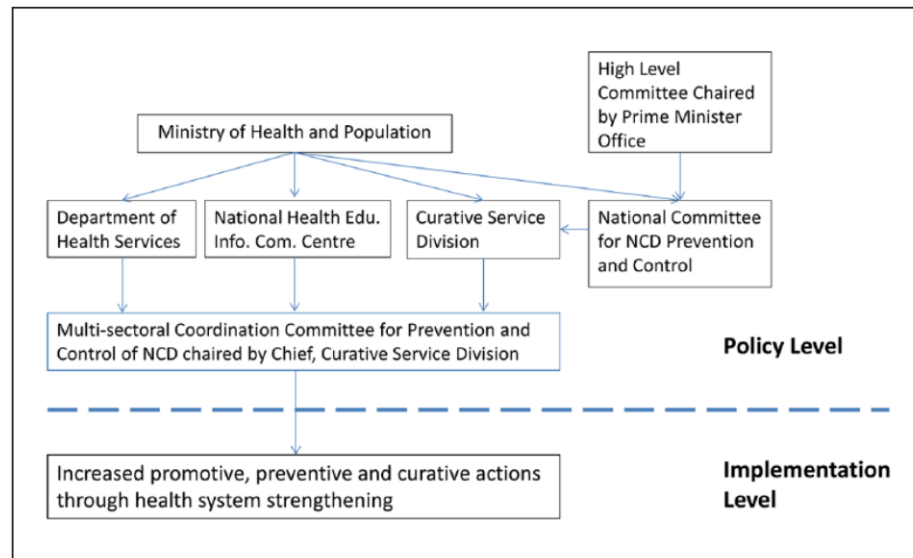 High Level
Committee Chaired
by Prime Minister
Office
Ministry of Health and Population
Department of
Health Services
National Health Edu.
Info. Com. Centre
Curative Service
Division
National Committee
for NCD Prevention
and Control
Multi-sectoral Coordination Committee for Prevention and
Control of NCD chaired by Chief, Curative Service Division
Policy Level
Increased promotive, preventive and curative actions
through health system strengthening
Implementation
Level